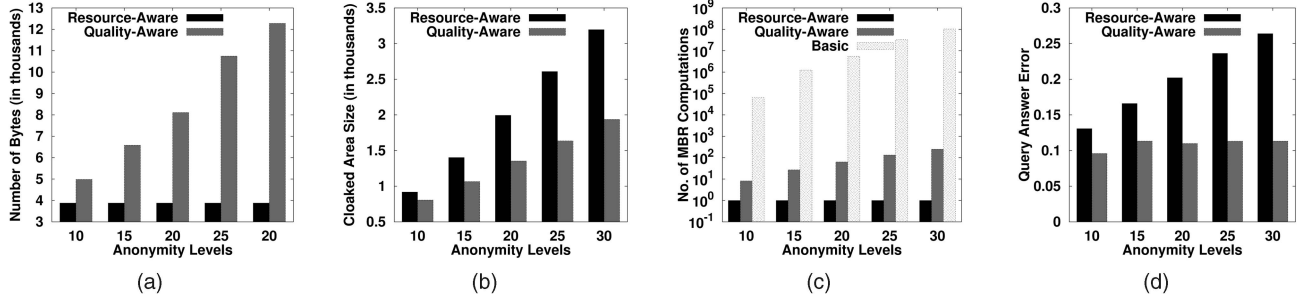 Number of Bytes (in thousands)
13
12
11
10
9
8
7
6
5
4
3
Resource-Aware
Quality-Aware
10 15 20 25 20
Anonymity Levels
(a)
Cloaked Area Size (in thousands)
3.5
3
2.5
2
1.5
1
0.5
Resource-Aware
Quality-Aware
10 15 20 25 30
Anonymity Levels
(b)
No. of MBR Computations
10^9
10^8
10^7
10^6
10^5
10^4
10^3
10^2
10^1
10^0
10^-1
Resource-Aware
Quality-Aware
Basic
10 15 20 25 30
Anonymity Levels
(c)
Query Answer Error
0.3
0.25
0.2
0.15
0.1
0.05
0
Resource-Aware
Quality-Aware
10 15 20 25 30
Anonymity Levels
(d)